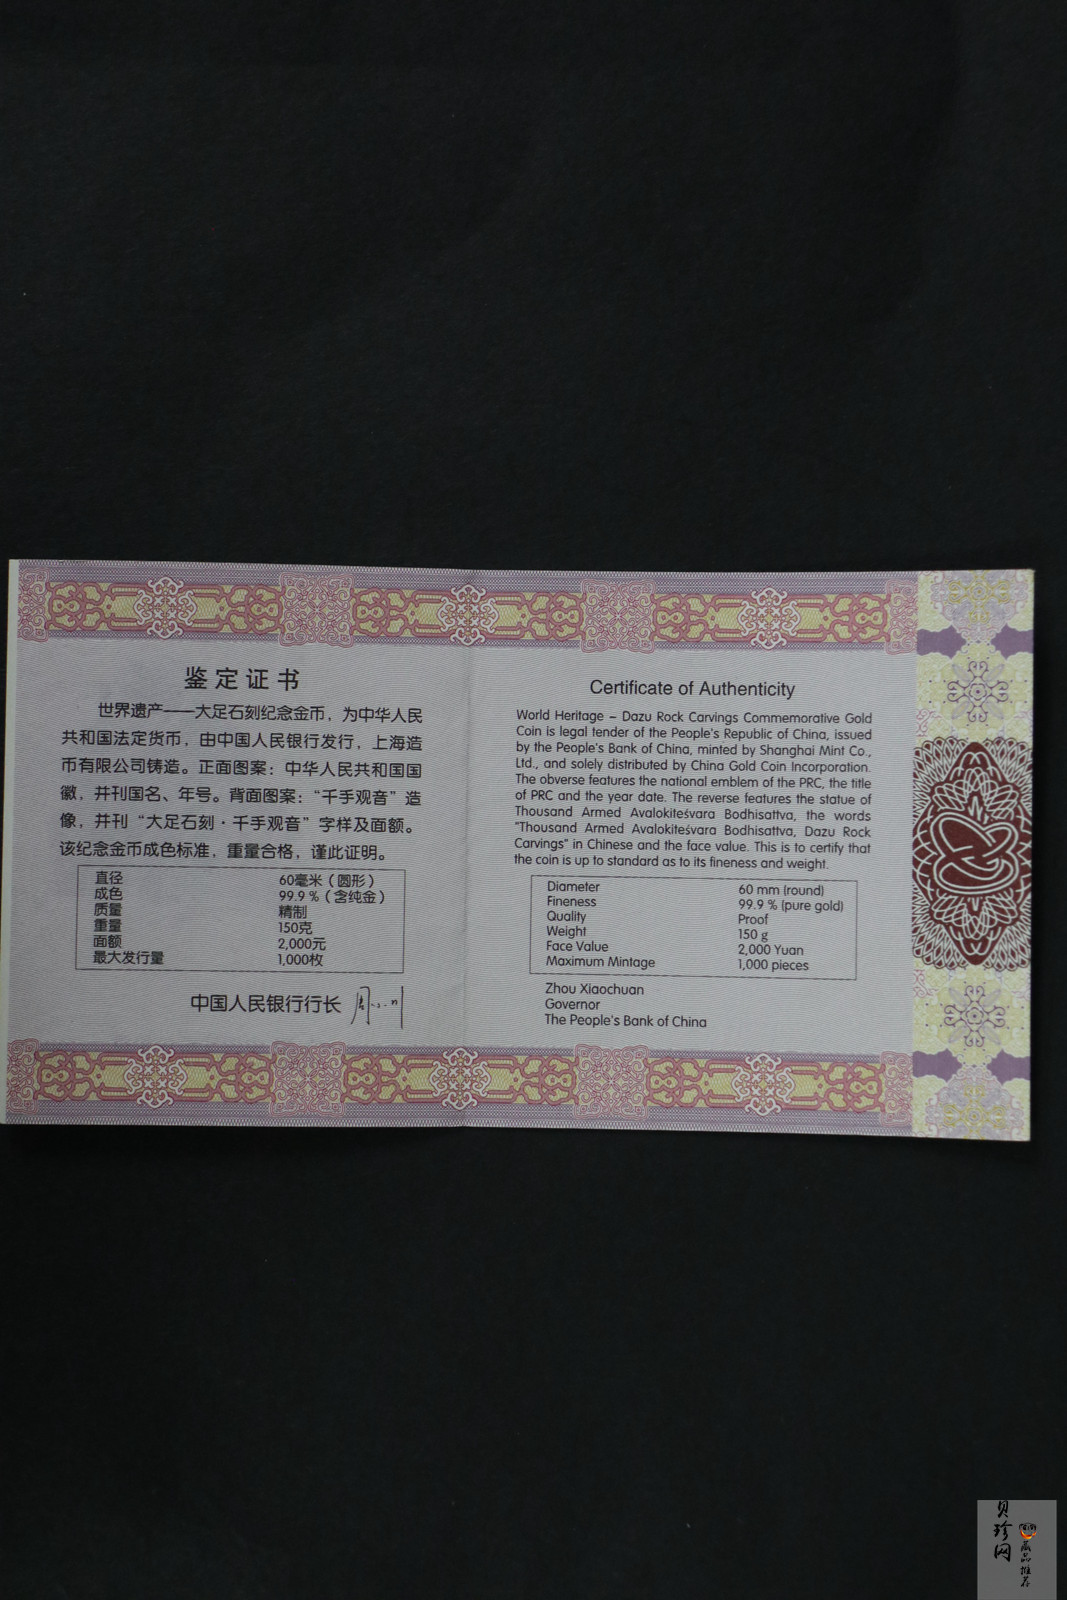 鉴定证书
世界遗产——大足石刻纪念金币，为中华人民
共和国法定货币，由中国人民银行发行，上海造
币有限公司铸造。正面图案：中华人民共和国国
徽，并刊国名、年号。背面图案：“千手观音”造
像，并刊“大足石刻·千手观音”字样及面额。
该纪念金币成色标准，重量合格，谨此证明。
直径 60毫米（圆形）
成色 99.9％（含纯金）
质量 精制
重量 150克
面额 2,000元
最大发行量 1,000枚
中国人民银行行长
Certificate of Authenticity
World Heritage – Dazu Rock Carvings Commemorative Gold
Coin is legal tender of the People's Republic of China, issued
by the People's Bank of China, minted by Shanghai Mint Co.,
Ltd., and solely distributed by China Gold Coin Incorporation.
The obverse features the national emblem of the PRC, the title
of PRC and the year date. The reverse features the statue of
Thousand Armed Avalokiteśvara Bodhisattva, the words
"Thousand Armed Avalokiteśvara Bodhisattva, Dazu Rock
Carvings" in Chinese and the face value. This is to certify that
the coin is up to standard as to its fineness and weight.
Diameter 60 mm (round)
Fineness 99.9 % (pure gold)
Quality Proof
Weight 150 g
Face Value 2,000 Yuan
Maximum Mintage 1,000 pieces
Zhou Xiaochuan
Governor
The People's Bank of China
贝珍网
藏品推荐